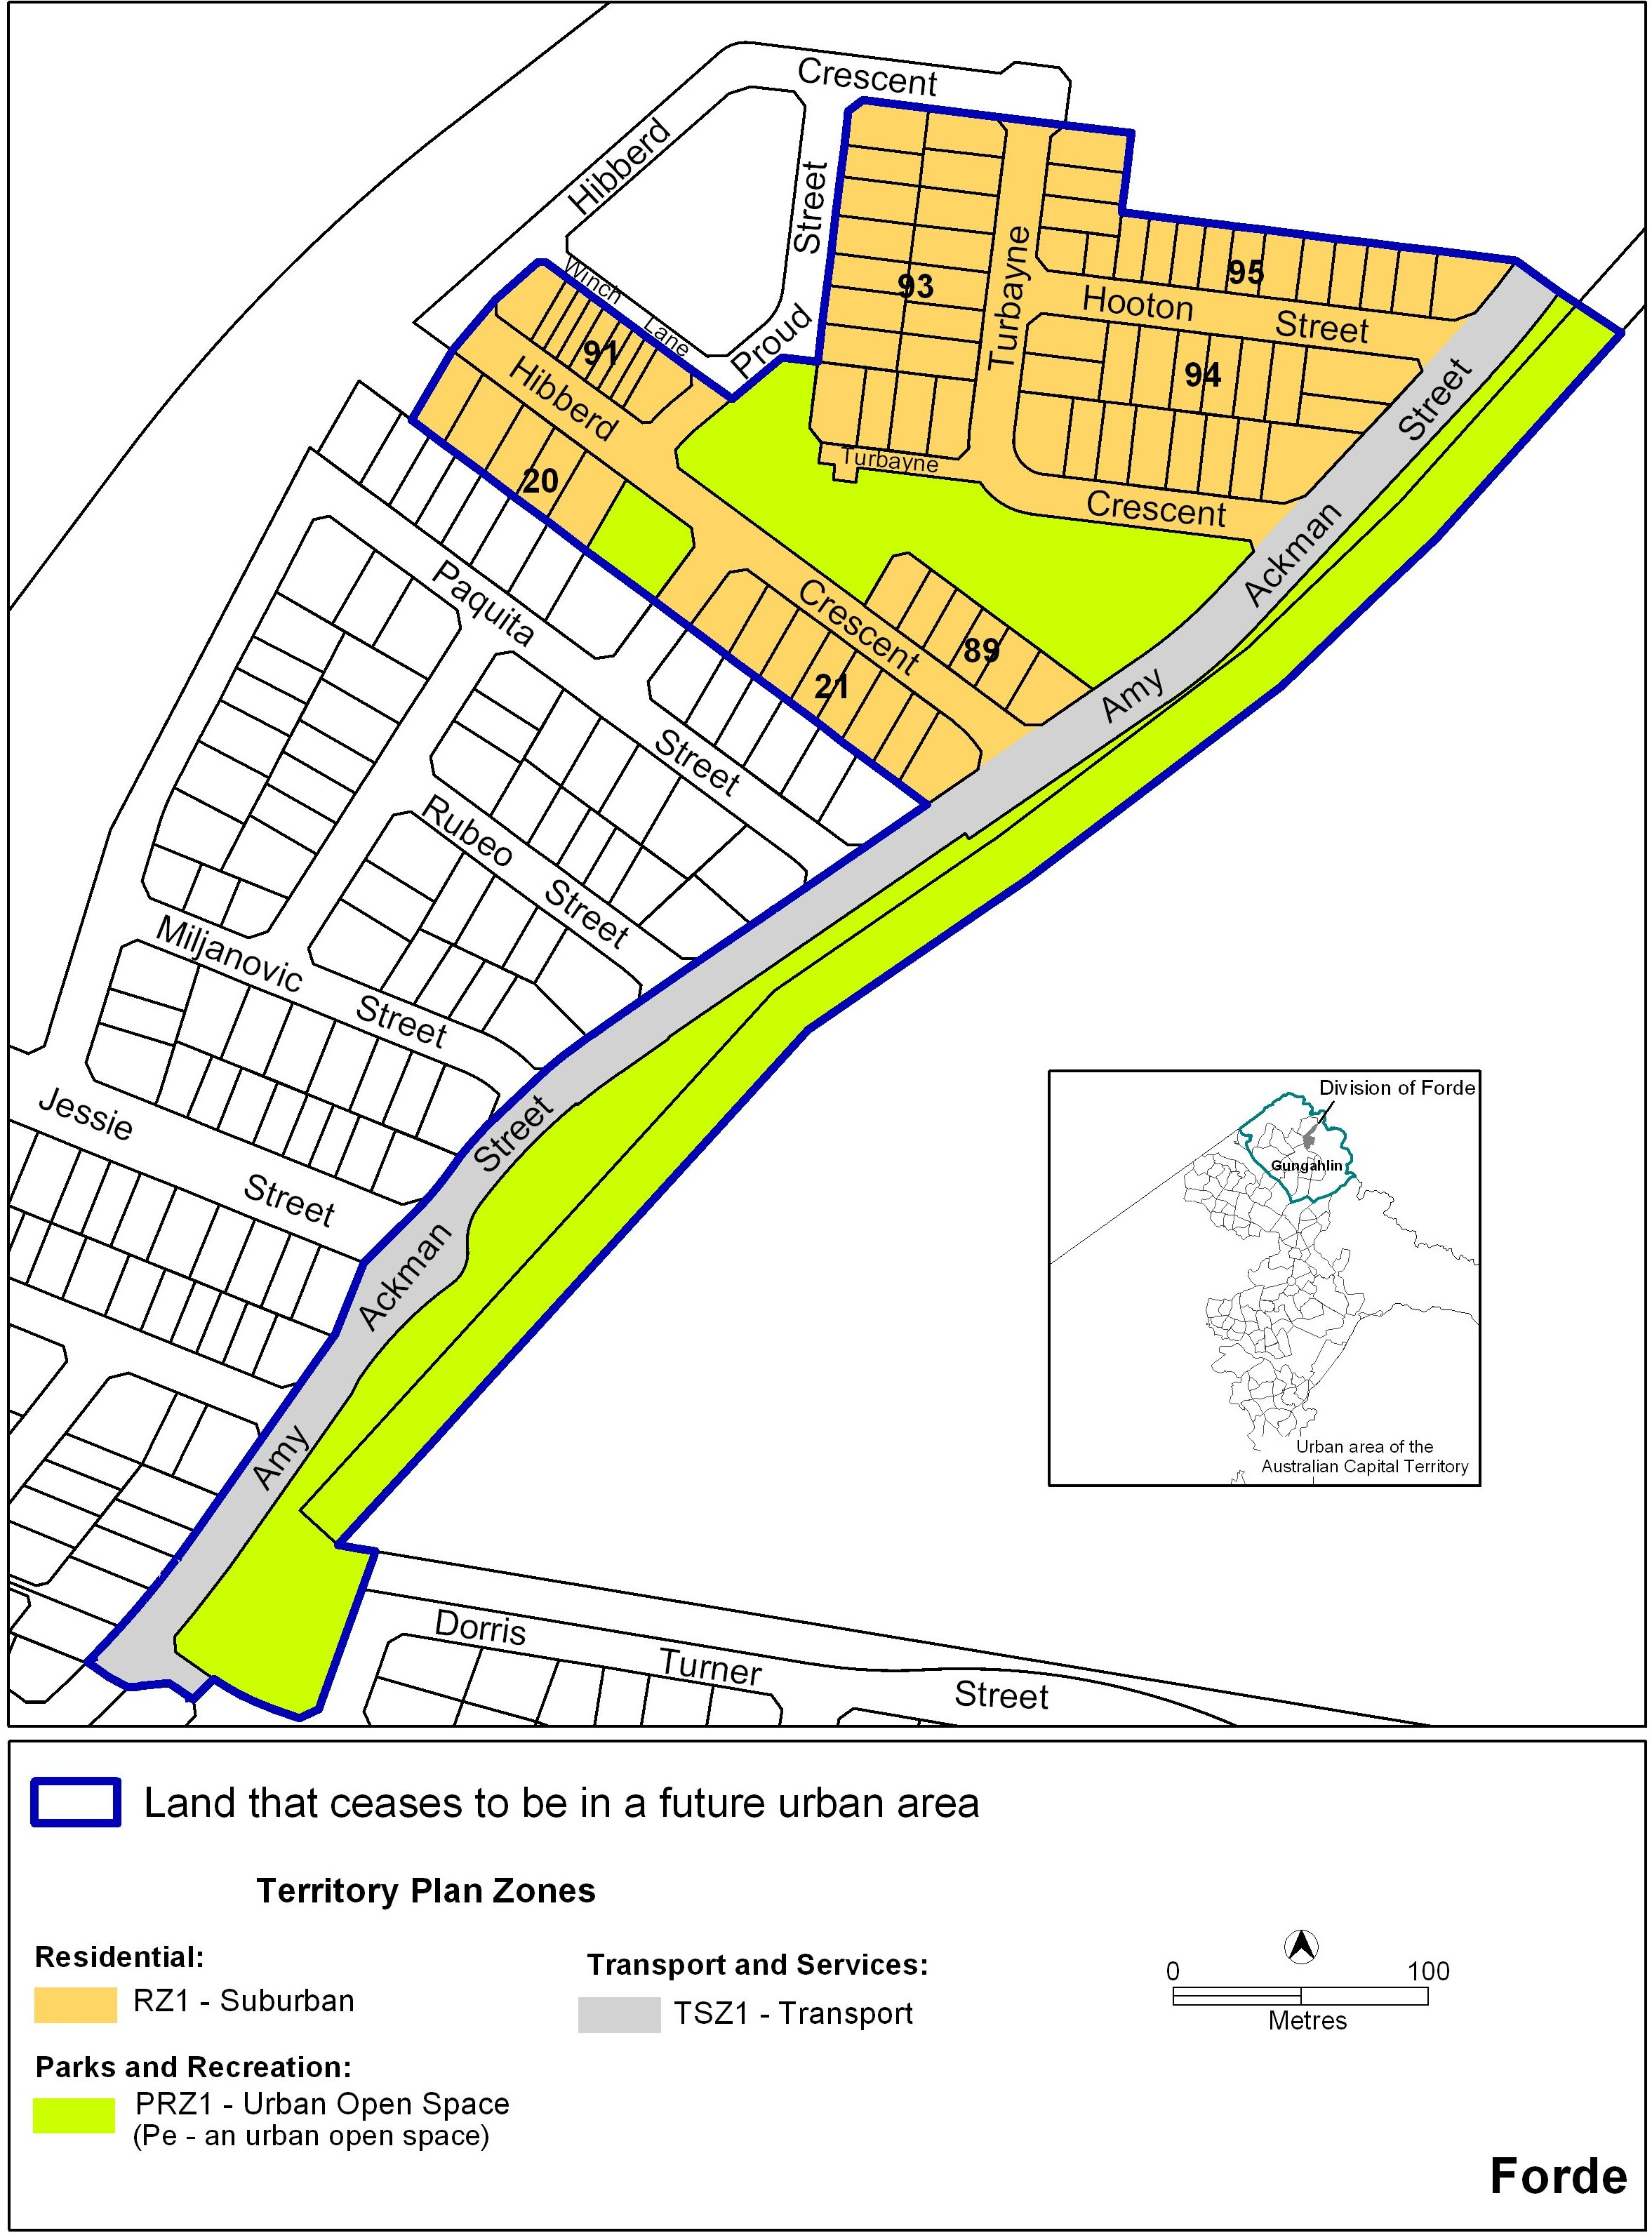 Crescent
Hibberd
Street
Winch
Lane
Proud
93
Turbayne
95
Hooton
Street
91
Hibberd
94
Street
20
Turbayne
Crescent
Ackman
Paquita
Crescent
89
21
Amy
Street
Rubeo
Street
Miljanovic
Street
Jessie
Street
Street
Ackman
Amy
Division of Forde
Gungahlin
Urban area of the
Australian Capital Territory
Dorris
Turner
Street
Land that ceases to be in a future urban area
Territory Plan Zones
Residential:
RZ1 - Suburban
Transport and Services:
TSZ1 - Transport
0 100
Metres
Parks and Recreation:
PRZ1 - Urban Open Space
(Pe - an urban open space)
Forde